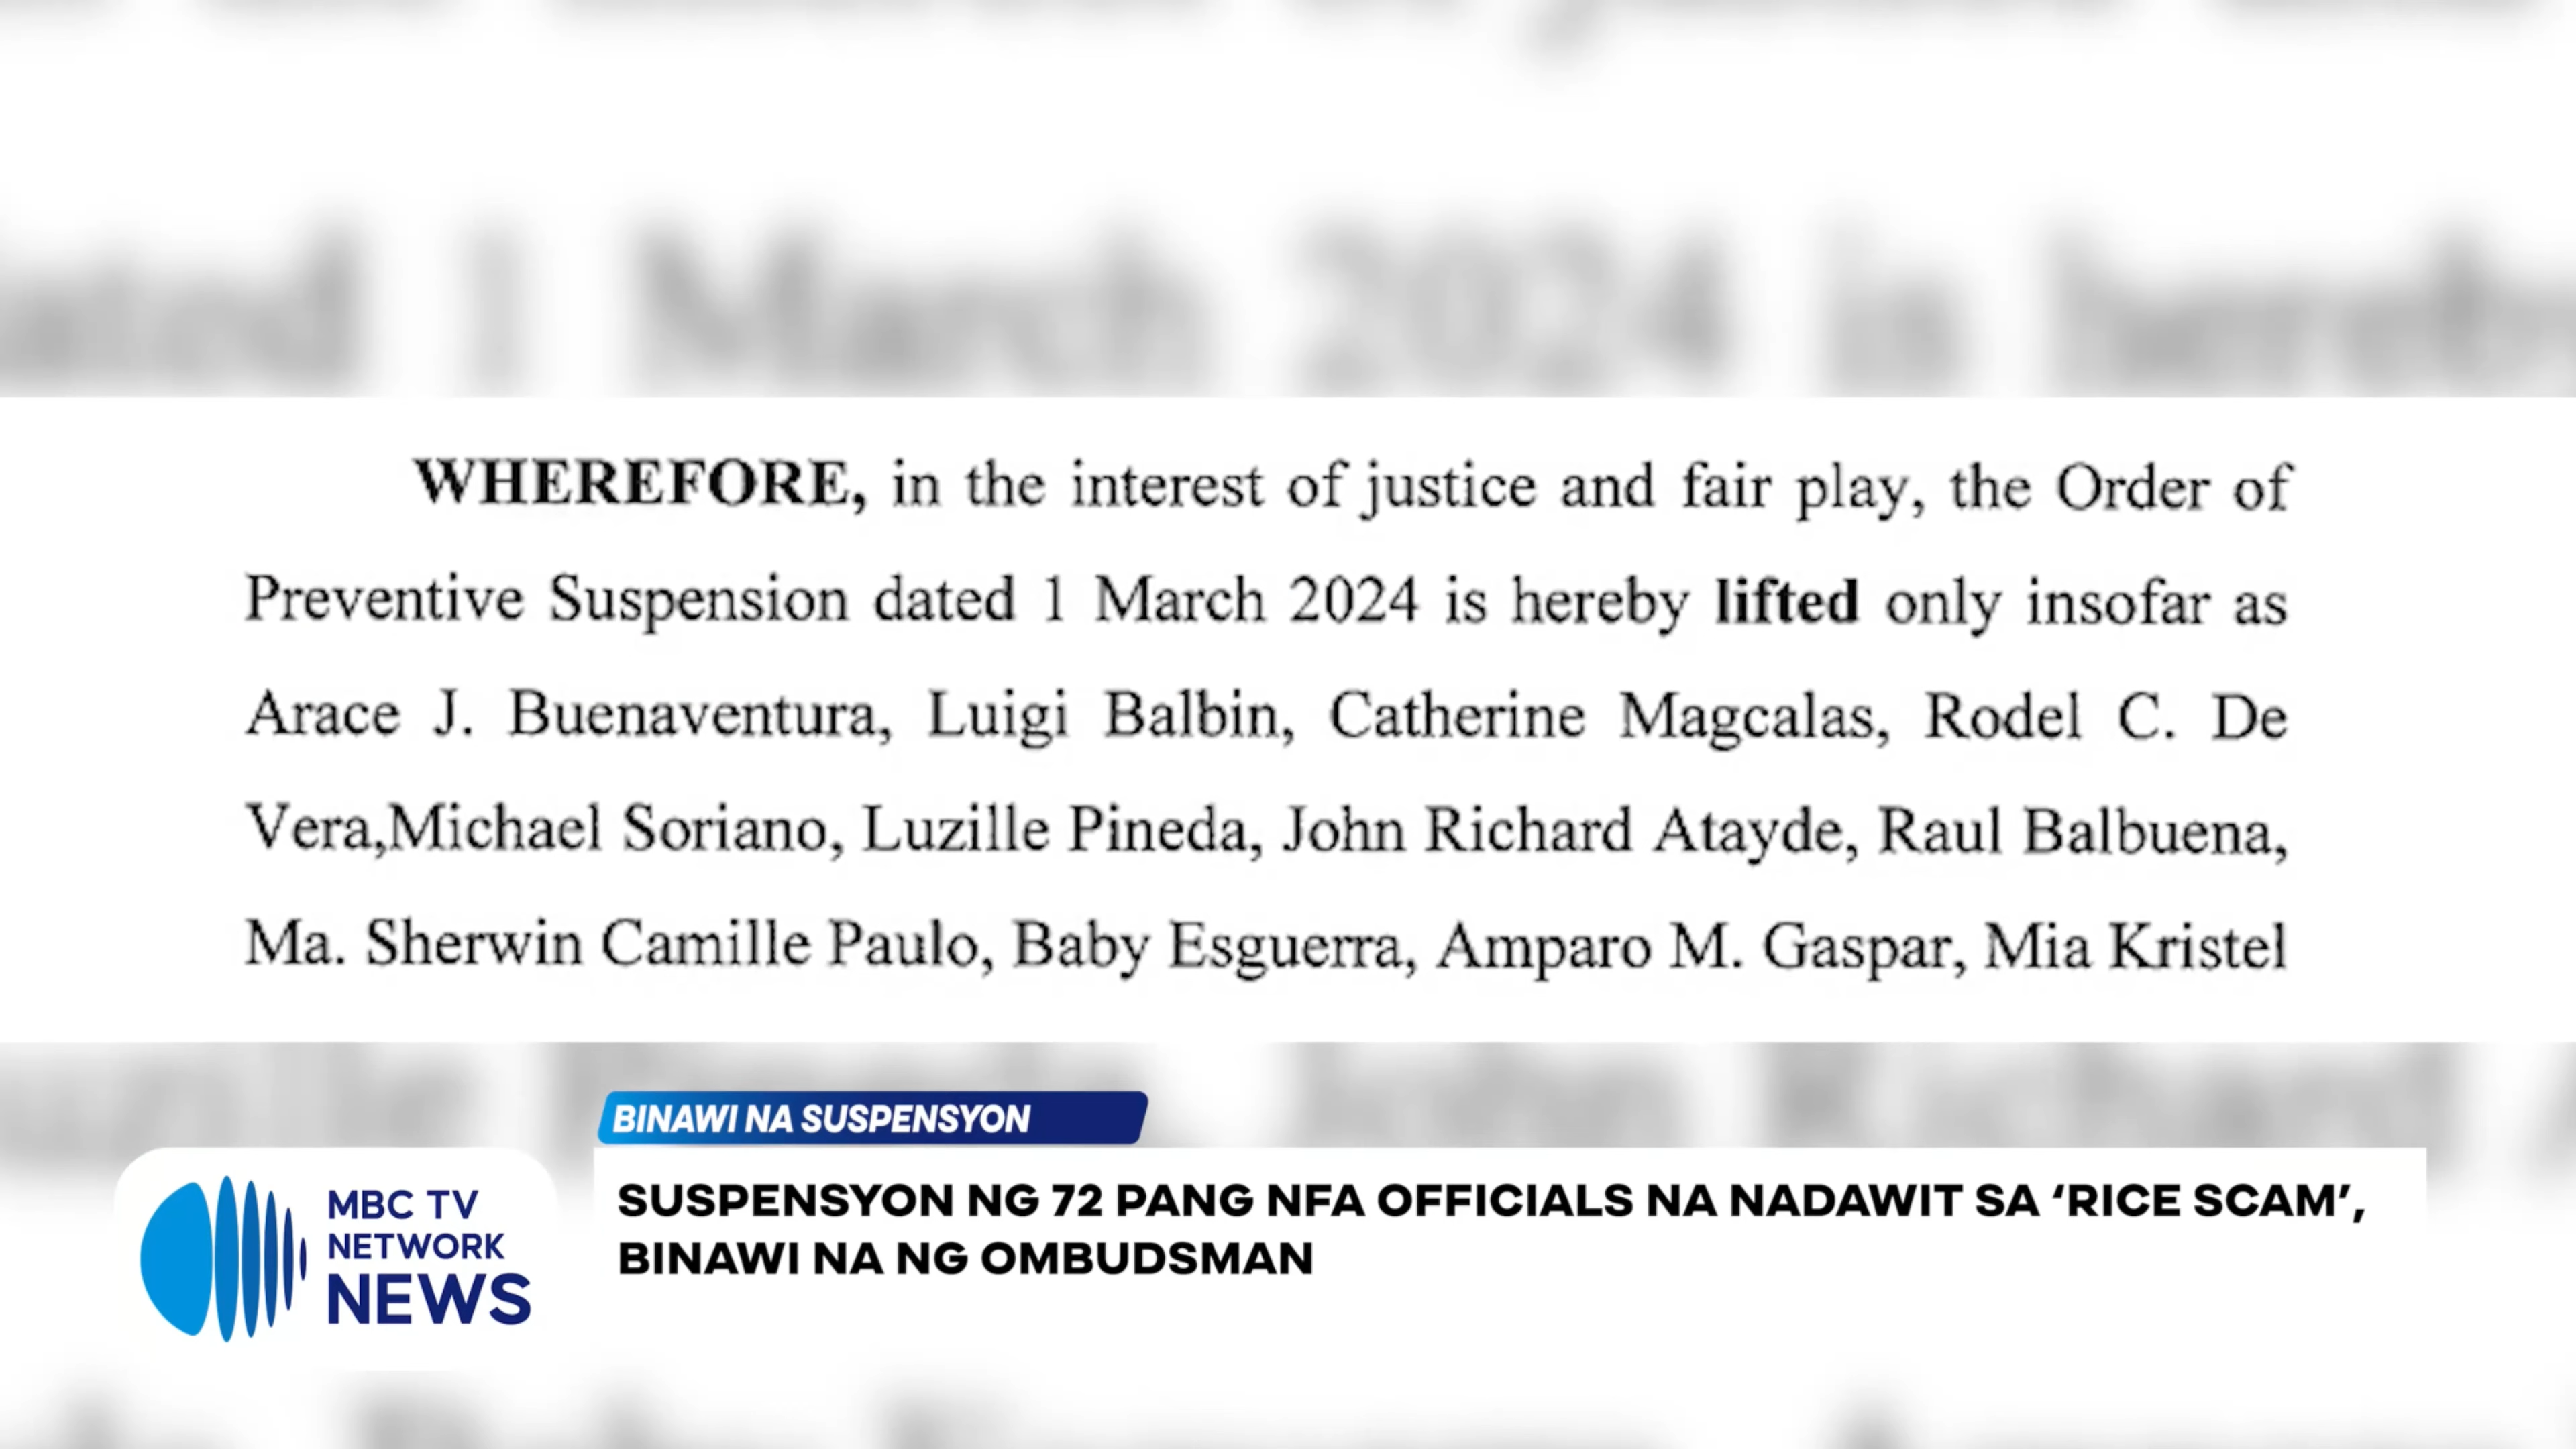 WHEREFORE, in the interest of justice and fair play, the Order of
Preventive Suspension dated 1 March 2024 is hereby lifted only insofar as
Arace J. Buenaventura, Luigi Balbin, Catherine Magcalas, Rodel C. De
Vera,Michael Soriano, Luzille Pineda, John Richard Atayde, Raul Balbuena,
Ma. Sherwin Camille Paulo, Baby Esguerra, Amparo M. Gaspar, Mia Kristel
BINAWI NA SUSPENSYON
SUSPENSYON NG 72 PANG NFA OFFICIALS NA NADAWIT SA ‘RICE SCAM’,
BINAWI NA NG OMBUDSMAN
MBC TV
NETWORK
NEWS